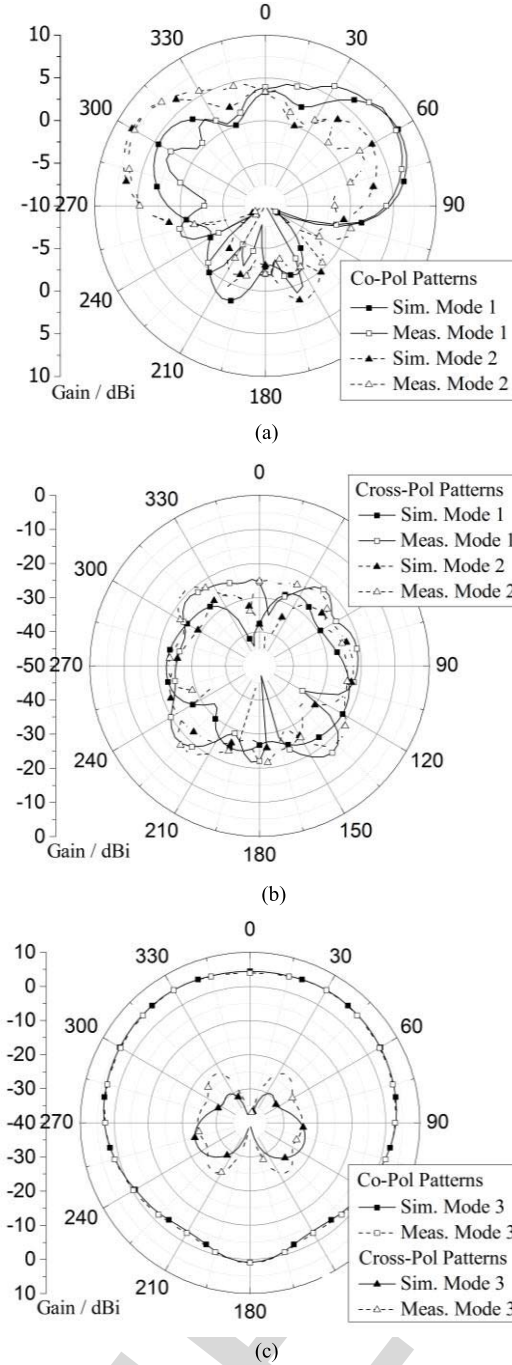 0
10
330
30
5
300
60
0
-5
-10
270
90
-5
240
0
5
210
10
180
Gain / dBi
Co-Pol Patterns
Sim. Mode 1
Meas. Mode 1
Sim. Mode 2
Meas. Mode 2
(a)
0
0
330
-10
300
-20
-30
-40
-50
270
90
-40
-30
240
120
-20
-10
210
150
0
180
Gain / dBi
Cross-Pol Patterns
Sim. Mode 1
Meas. Mode 1
Sim. Mode 2
Meas. Mode 2
(b)
0
10
330
30
0
-10
300
60
-20
-30
-40
270
90
-30
-20
240
-10
0
210
10
180
Gain / dBi
Co-Pol Patterns
Sim. Mode 3
Meas. Mode 3
Cross-Pol Patterns
Sim. Mode 3
Meas. Mode 3
(c)